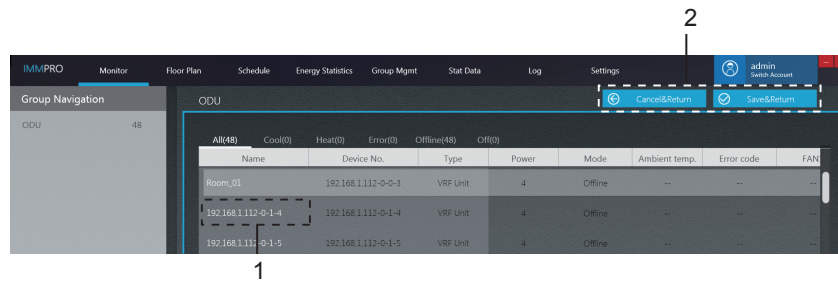 2
IMMPRO Monitor Floor Plan Schedule Energy Statistics Group Mgmt Stat Data Log Settings admin
Switch Account
Group Navigation ODU Cancel&Return Save&Return
ODU 48
All(48) Cool(0) Heat(0) Error(0) Offline(48) Off(0)
Name Device No. Type Power Mode Ambient temp. Error code FAN
Room_01 192.168.1.112-0-0-3 VRF Unit 4 Offline -- -- --
192.168.1.112-0-1-4 192.168.1.112-0-1-4 VRF Unit 4 Offline -- -- --
192.168.1.112-0-1-5 192.168.1.112-0-1-5 VRF Unit 4 Offline -- -- --
1